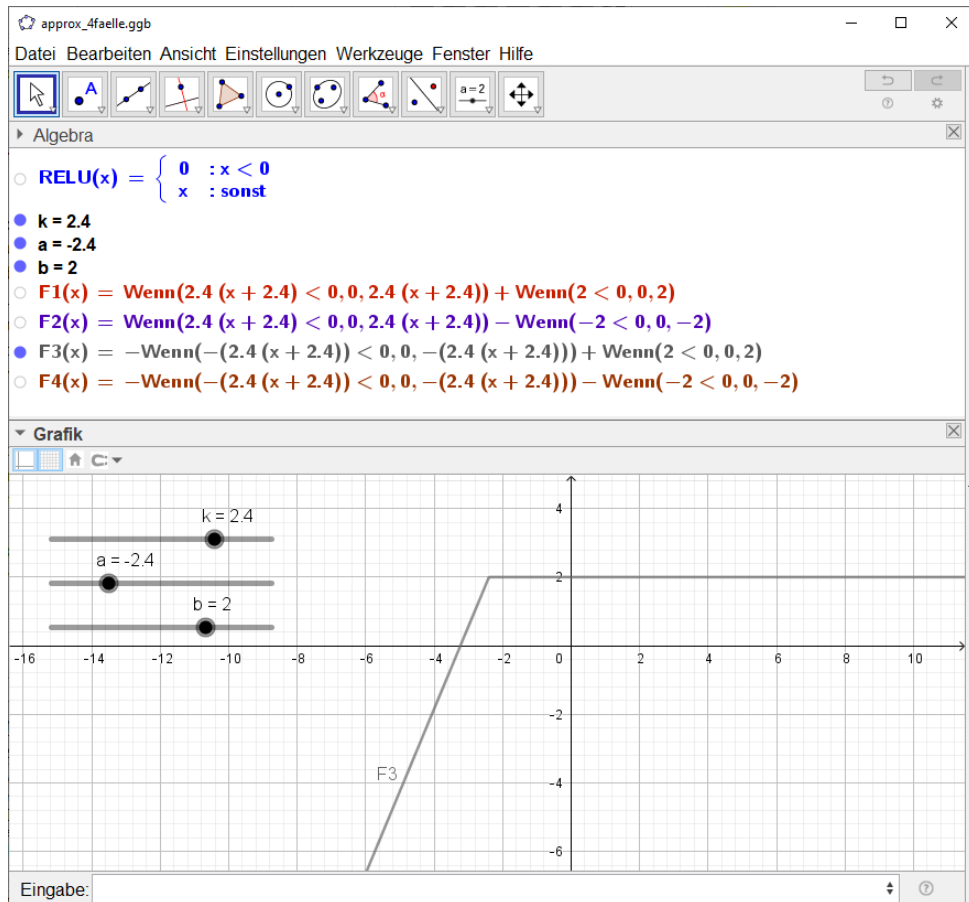 approx_4faelle.ggb
Datei Bearbeiten Ansicht Einstellungen Werkzeuge Fenster Hilfe
A α a = 2
Algebra
RELU(x) = { 0 : x < 0
x : sonst
k = 2.4
a = -2.4
b = 2
F1(x) = Wenn(2.4 (x + 2.4) < 0, 0, 2.4 (x + 2.4)) + Wenn(2 < 0, 0, 2)
F2(x) = Wenn(2.4 (x + 2.4) < 0, 0, 2.4 (x + 2.4)) − Wenn(−2 < 0, 0, −2)
F3(x) = −Wenn(−(2.4 (x + 2.4)) < 0, 0, −(2.4 (x + 2.4))) + Wenn(2 < 0, 0, 2)
F4(x) = −Wenn(−(2.4 (x + 2.4)) < 0, 0, −(2.4 (x + 2.4))) − Wenn(−2 < 0, 0, −2)
Grafik
k = 2.4
4
a = -2.4
2
b = 2
-16 -14 -12 -10 -8 -6 -4 -2 0 2 4 6 8 10
-2
F3
-4
-6
Eingabe: